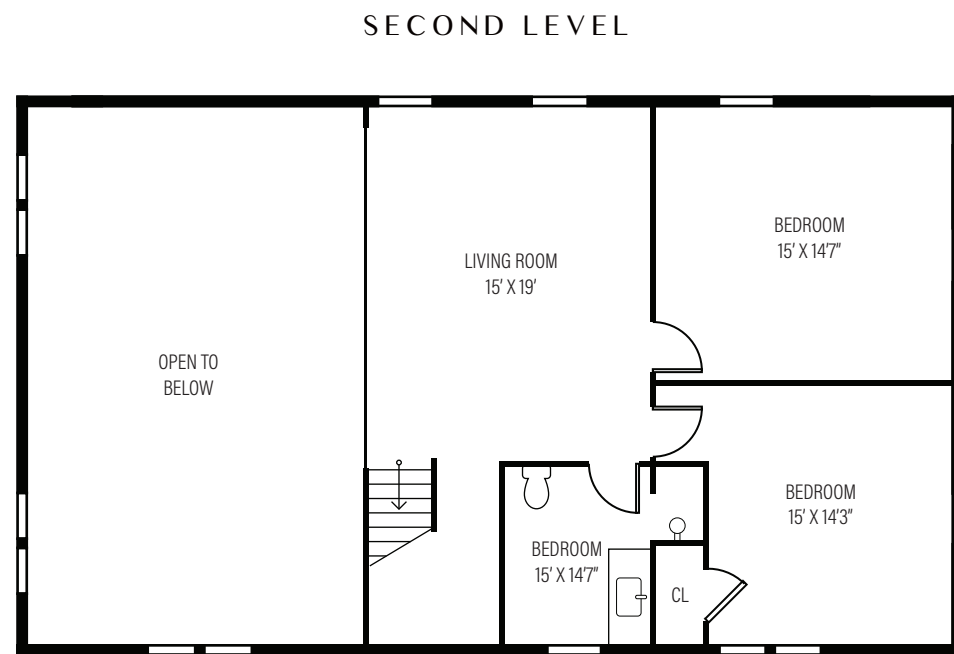 SECOND LEVEL
BEDROOM
15' X 14'7"
LIVING ROOM
15' X 19'
OPEN TO
BELOW
BEDROOM
15' X 14'3"
BEDROOM
15' X 14'7"
CL